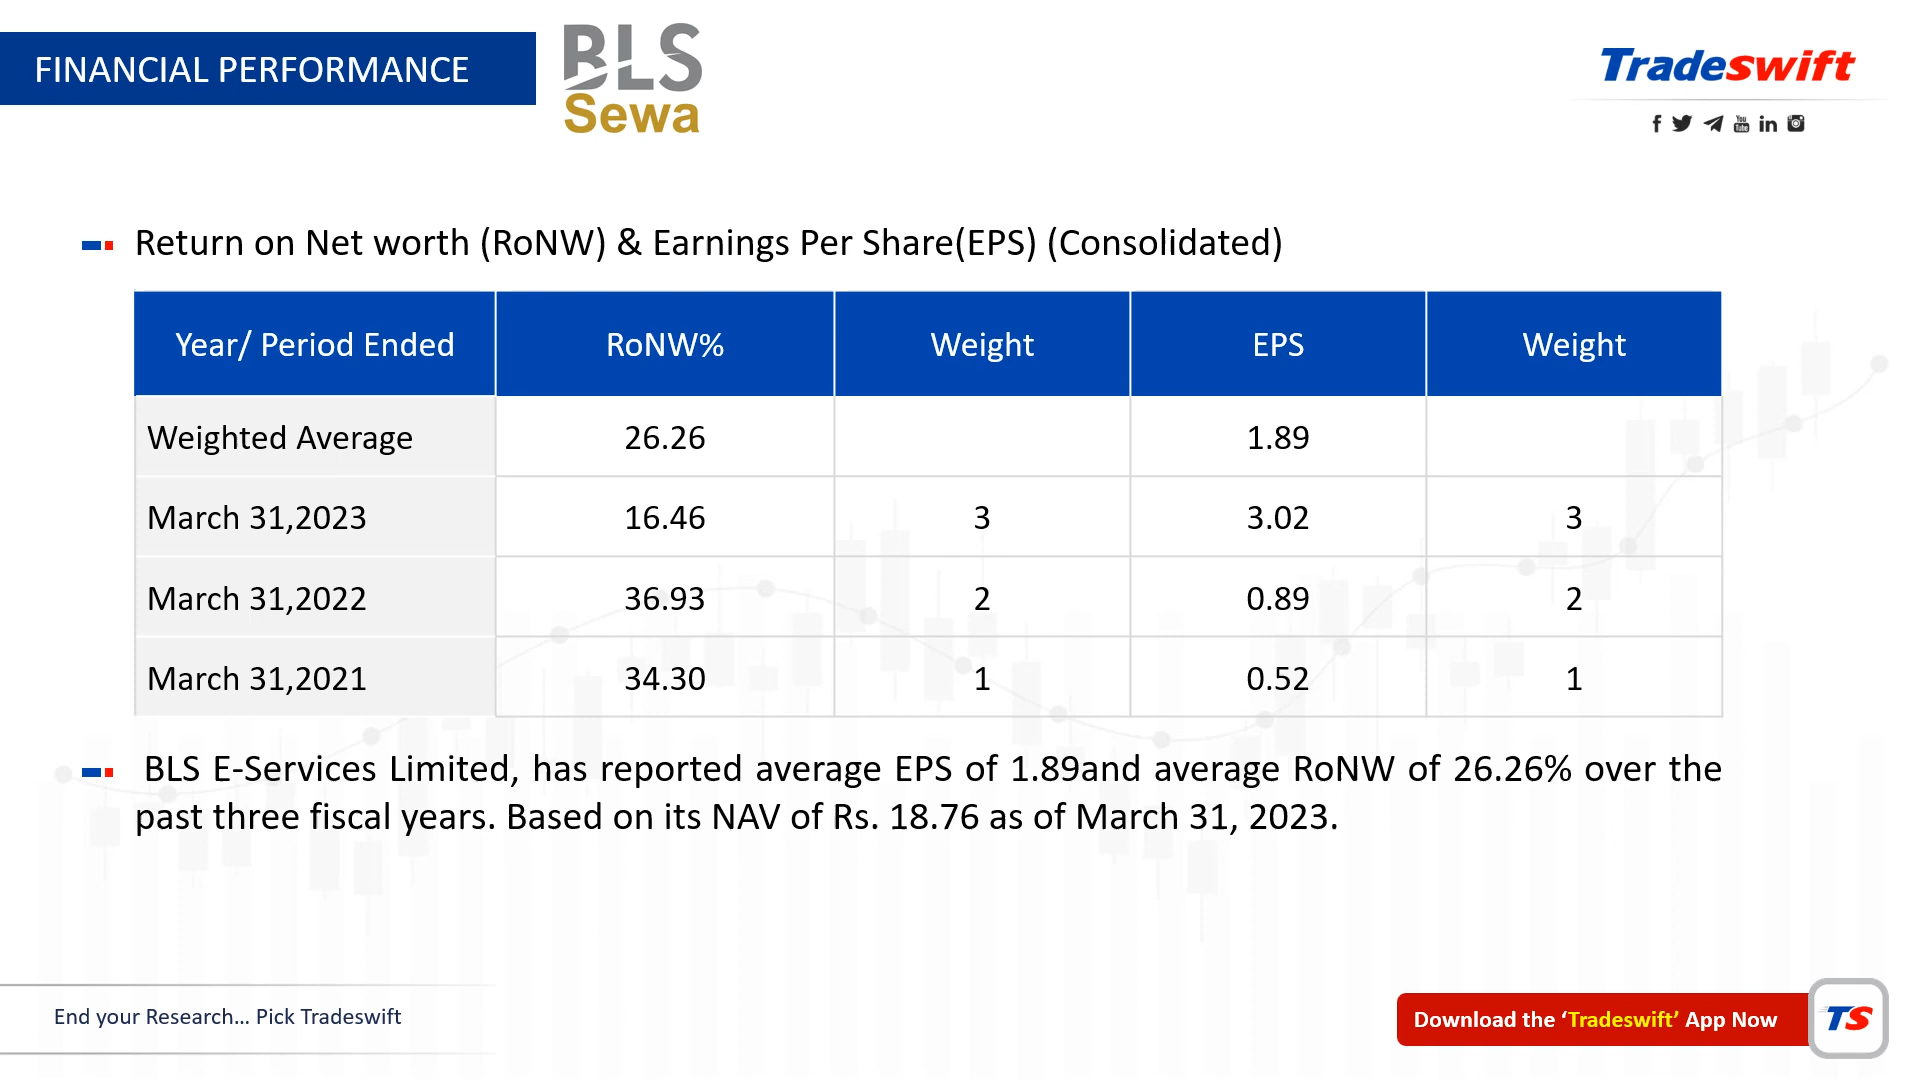 FINANCIAL PERFORMANCE
BLS
Sewa
Tradeswift
Return on Net worth (RoNW) & Earnings Per Share(EPS) (Consolidated)
Year/ Period Ended RoNW% Weight EPS Weight
Weighted Average 26.26 1.89
March 31,2023 16.46 3 3.02 3
March 31,2022 36.93 2 0.89 2
March 31,2021 34.30 1 0.52 1
BLS E-Services Limited, has reported average EPS of 1.89and average RoNW of 26.26% over the
past three fiscal years. Based on its NAV of Rs. 18.76 as of March 31, 2023.
End your Research... Pick Tradeswift
Download the ‘Tradeswift’ App Now
TS